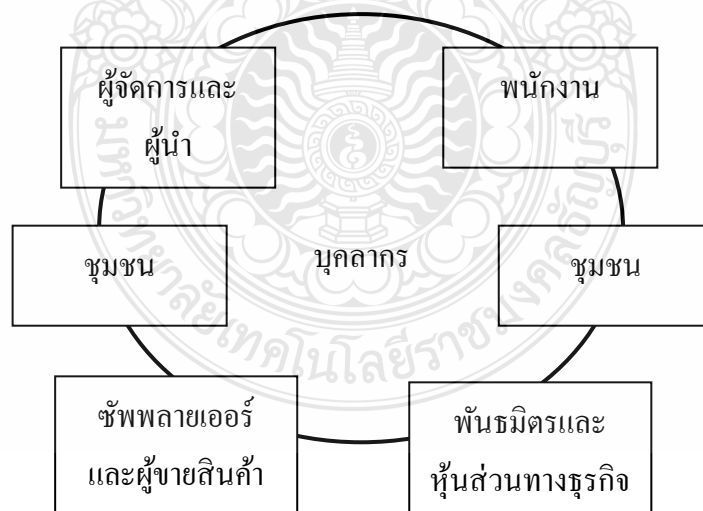 ผู้จัดการและ
ผู้นำ
พนักงาน
ชุมชน
บุคลากร
ชุมชน
ซัพพลายเออร์
และผู้ขายสินค้า
พันธมิตรและ
หุ้นส่วนทางธุรกิจ